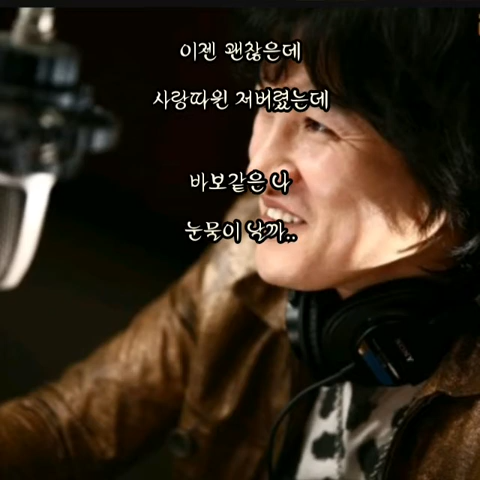 이젠 괜찮은데
사랑따윈 저버렸는데
바보같은 나
눈물이 날까..
SONY